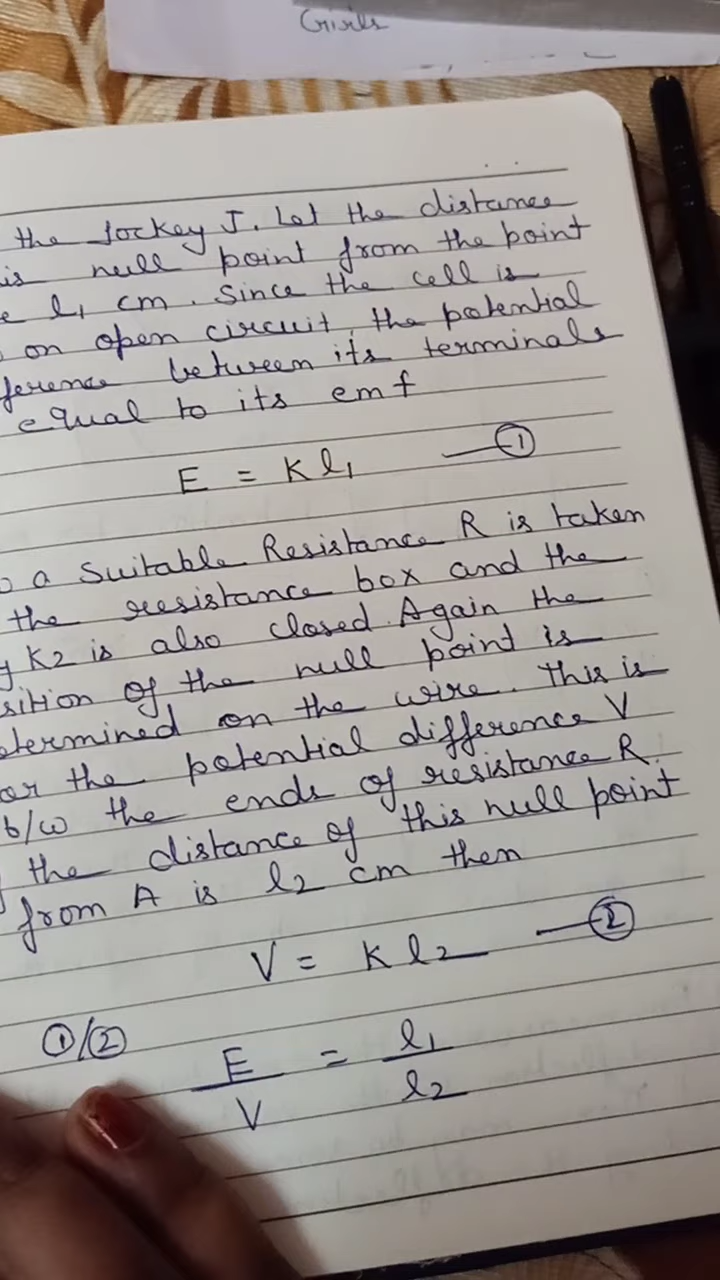 Girls
the Jockey J. Let the distance
is null point from the point
e l₁ cm. Since the cell is
on open circuit, the potential
ference between its terminals
equal to its emf
E = Kl₁ —①
a Suitable Resistance R is taken
the resistance box and the
y K2 is also closed. Again the
sition of the null point is
etermined on the wire. This is
or the potential difference V
b/w the ends of resistance R.
the distance of this null point
from A is l₂ cm then
V = Kl₂ —②
①/②
E/V = l₁/l₂